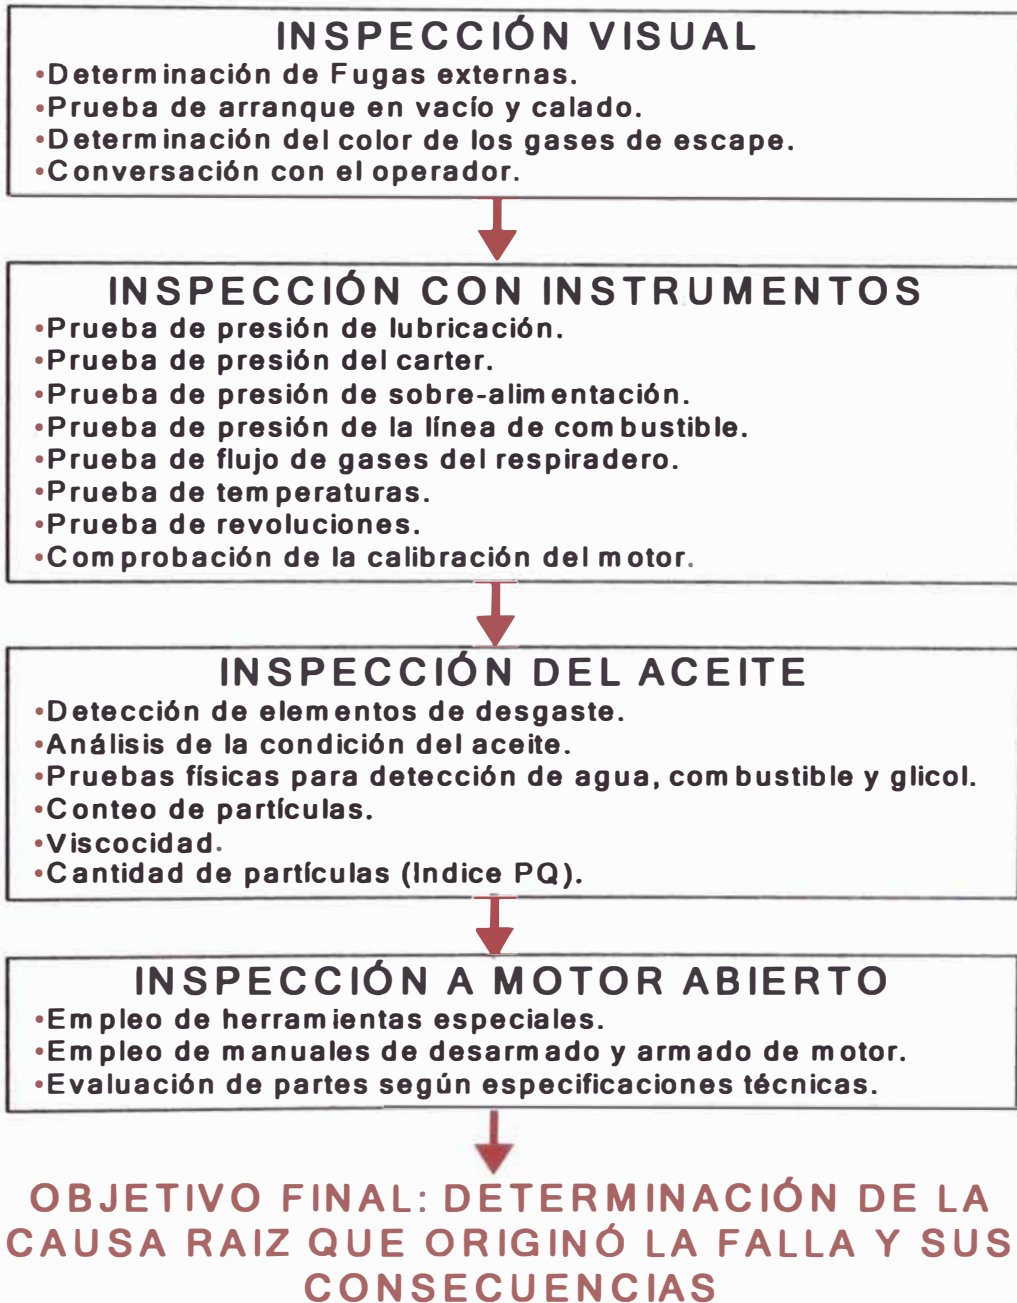 INSPECCIÓN VISUAL
•Determinación de Fugas externas.
•Prueba de arranque en vacío y calado.
•Determinación del color de los gases de escape.
•Conversación con el operador.
INSPECCIÓN CON INSTRUMENTOS
•Prueba de presión de lubricación.
•Prueba de presión del carter.
•Prueba de presión de sobre-alimentación.
•Prueba de presión de la línea de combustible.
•Prueba de flujo de gases del respiradero.
•Prueba de temperaturas.
•Prueba de revoluciones.
•Comprobación de la calibración del motor.
INSPECCIÓN DEL ACEITE
•Detección de elementos de desgaste.
•Análisis de la condición del aceite.
•Pruebas físicas para detección de agua, combustible y glicol.
•Conteo de partículas.
•Viscocidad.
•Cantidad de partículas (Indice PQ).
INSPECCIÓN A MOTOR ABIERTO
•Empleo de herramientas especiales.
•Empleo de manuales de desarmado y armado de motor.
•Evaluación de partes según especificaciones técnicas.
OBJETIVO FINAL: DETERMINACIÓN DE LA
CAUSA RAIZ QUE ORIGINÓ LA FALLA Y SUS
CONSECUENCIAS